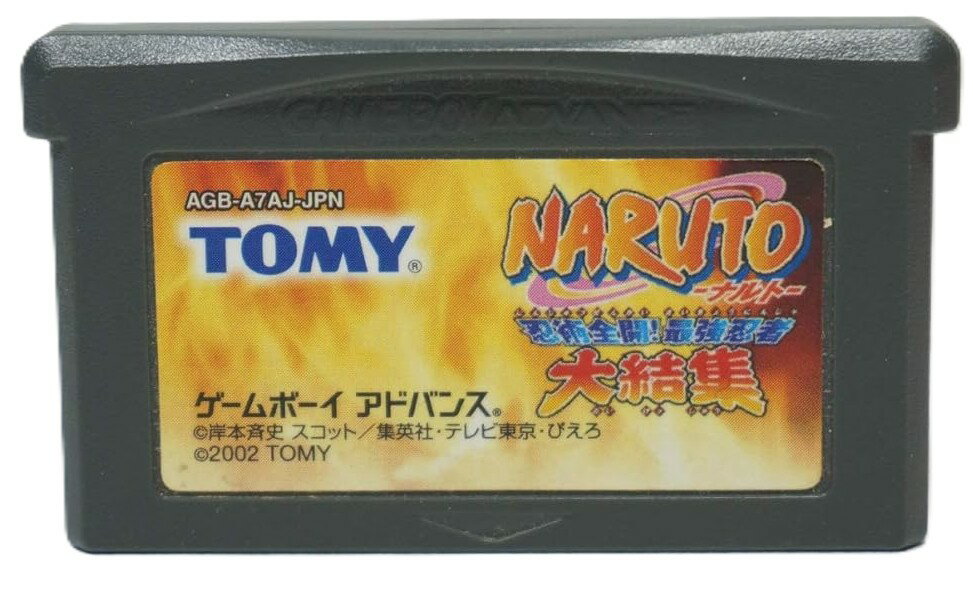 GAME BOY ADVANCE
AGB-A7AJ-JPN
TOMY®
NARUTO
-ナルト-
忍術全開!最強忍者
大結集
ゲームボーイ アドバンス®
©岸本斉史 スコット/集英社・テレビ東京・ぴえろ
©2002 TOMY